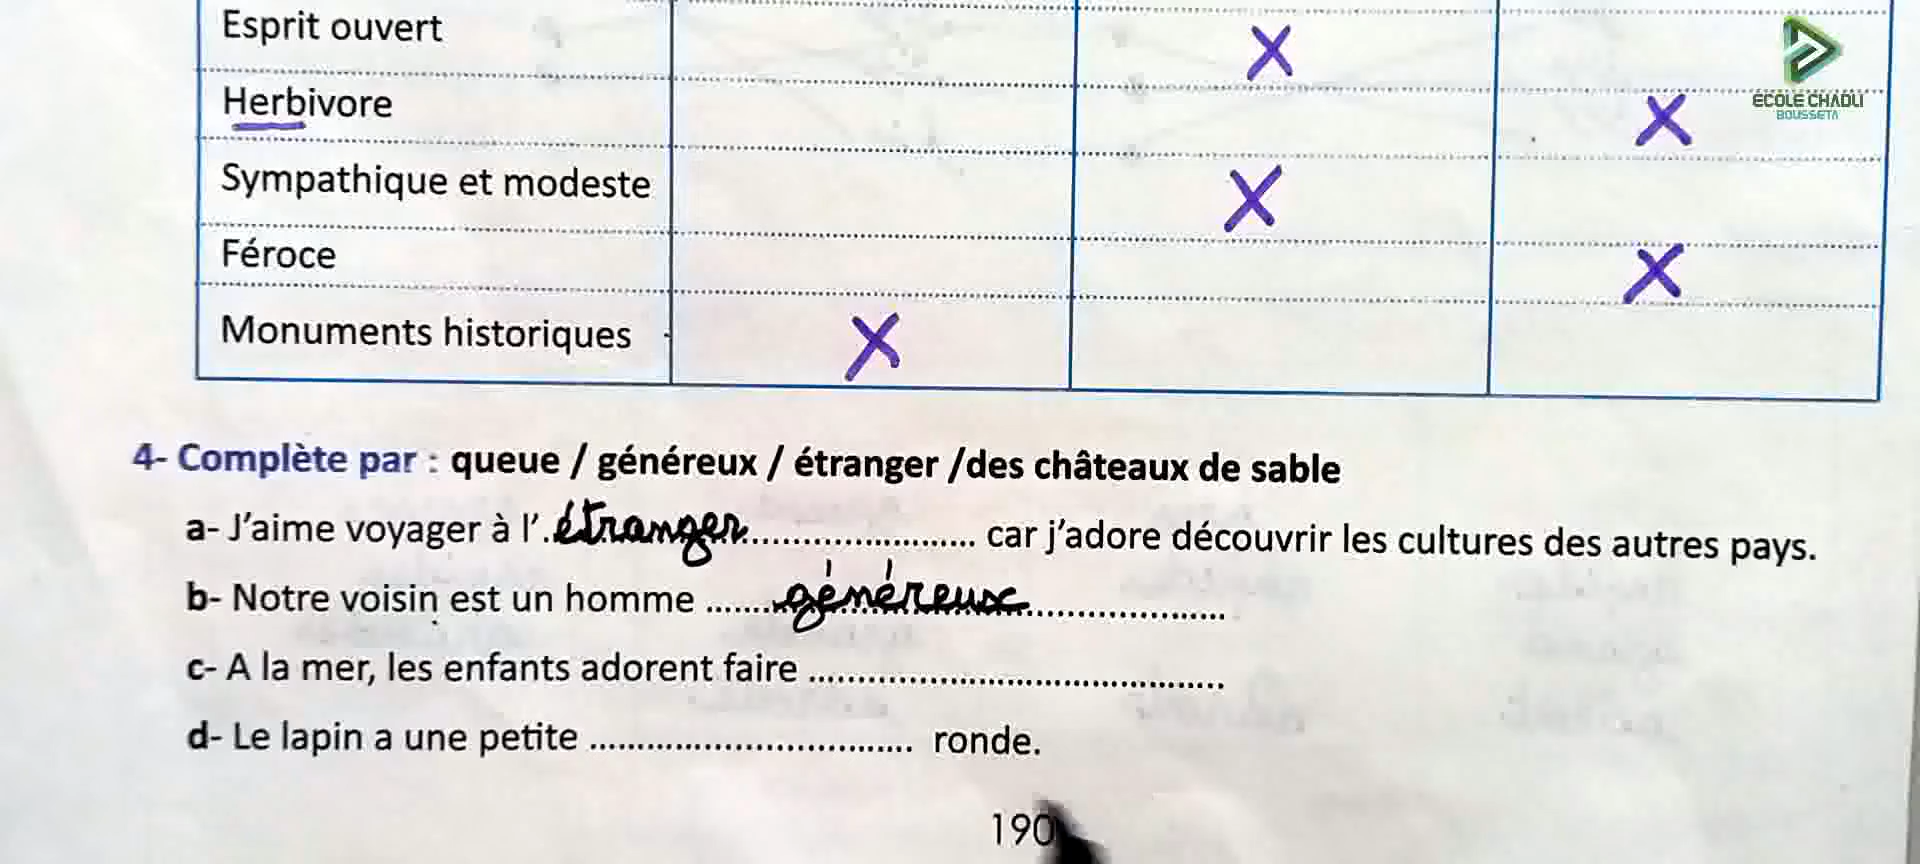 Esprit ouvert X
ÉCOLE CHADLI
BOUSSETA
Herbivore X
Sympathique et modeste X
Féroce X
Monuments historiques X
4- Complète par : queue / généreux / étranger /des châteaux de sable
a- J'aime voyager à l'.étranger........................ car j'adore découvrir les cultures des autres pays.
b- Notre voisin est un homme .......généreux.....................
c- A la mer, les enfants adorent faire ............................................
d- Le lapin a une petite .................................. ronde.
190